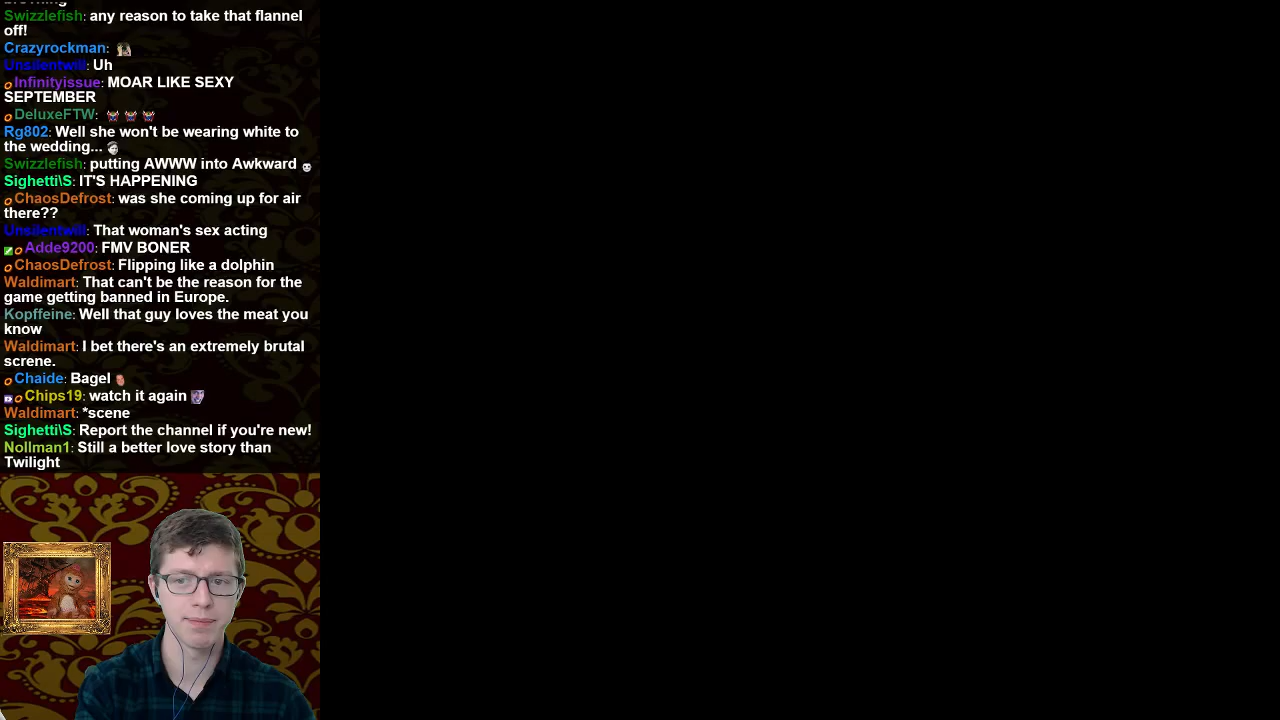 Swizzlefish: any reason to take that flannel
off!
Crazyrockman:
Unsilentwill: Uh
Infinityissue: MOAR LIKE SEXY
SEPTEMBER
DeluxeFTW:
Rg802: Well she won't be wearing white to
the wedding...
Swizzlefish: putting AWWW into Awkward
Sighetti\S: IT'S HAPPENING
ChaosDefrost: was she coming up for air
there??
Unsilentwill: That woman's sex acting
Adde9200: FMV BONER
ChaosDefrost: Flipping like a dolphin
Waldimart: That can't be the reason for the
game getting banned in Europe.
Kopffeine: Well that guy loves the meat you
know
Waldimart: I bet there's an extremely brutal
screne.
Chaide: Bagel
Chips19: watch it again
Waldimart: *scene
Sighetti\S: Report the channel if you're new!
Nollman1: Still a better love story than
Twilight